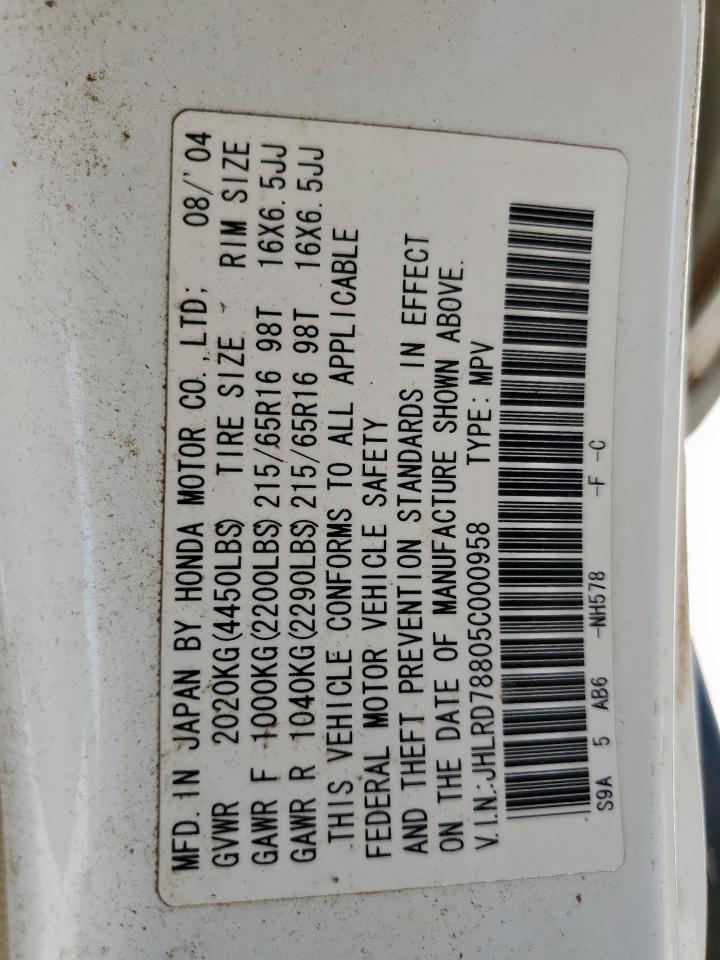 MFD. IN JAPAN BY HONDA MOTOR CO., LTD; 08/'04
GVWR 2020KG(4450LBS) TIRE SIZE RIM SIZE
GAWR F 1000KG(2200LBS) 215/65R16 98T 16X6.5JJ
GAWR R 1040KG(2290LBS) 215/65R16 98T 16X6.5JJ
THIS VEHICLE CONFORMS TO ALL APPLICABLE
FEDERAL MOTOR VEHICLE SAFETY
AND THEFT PREVENTION STANDARDS IN EFFECT
ON THE DATE OF MANUFACTURE SHOWN ABOVE.
V.I.N.:JHLRD78805C000958 TYPE: MPV
S9A 5 AB6 -NH578 -F -C